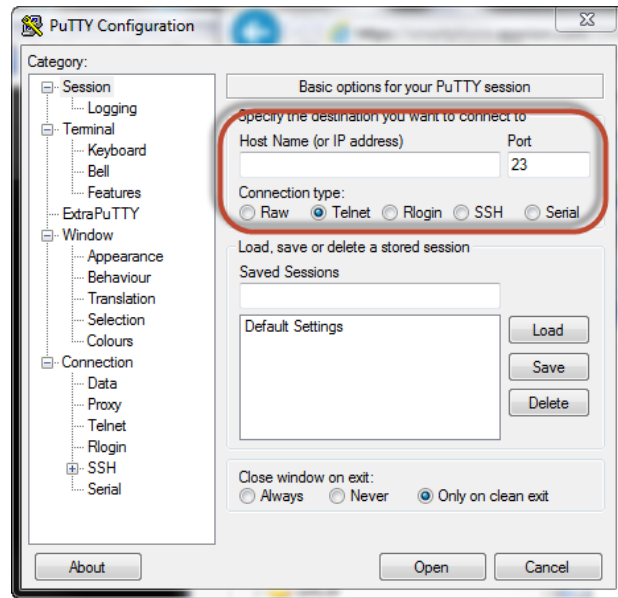 PuTTY Configuration
Category:
Session
Logging
Terminal
Keyboard
Bell
Features
ExtraPuTTY
Window
Appearance
Behaviour
Translation
Selection
Colours
Connection
Data
Proxy
Telnet
Rlogin
SSH
Serial
Basic options for your PuTTY session
Specify the destination you want to connect to
Host Name (or IP address) Port
23
Connection type:
Raw Telnet Rlogin SSH Serial
Load, save or delete a stored session
Saved Sessions
Default Settings
Load
Save
Delete
Close window on exit:
Always Never Only on clean exit
About Open Cancel